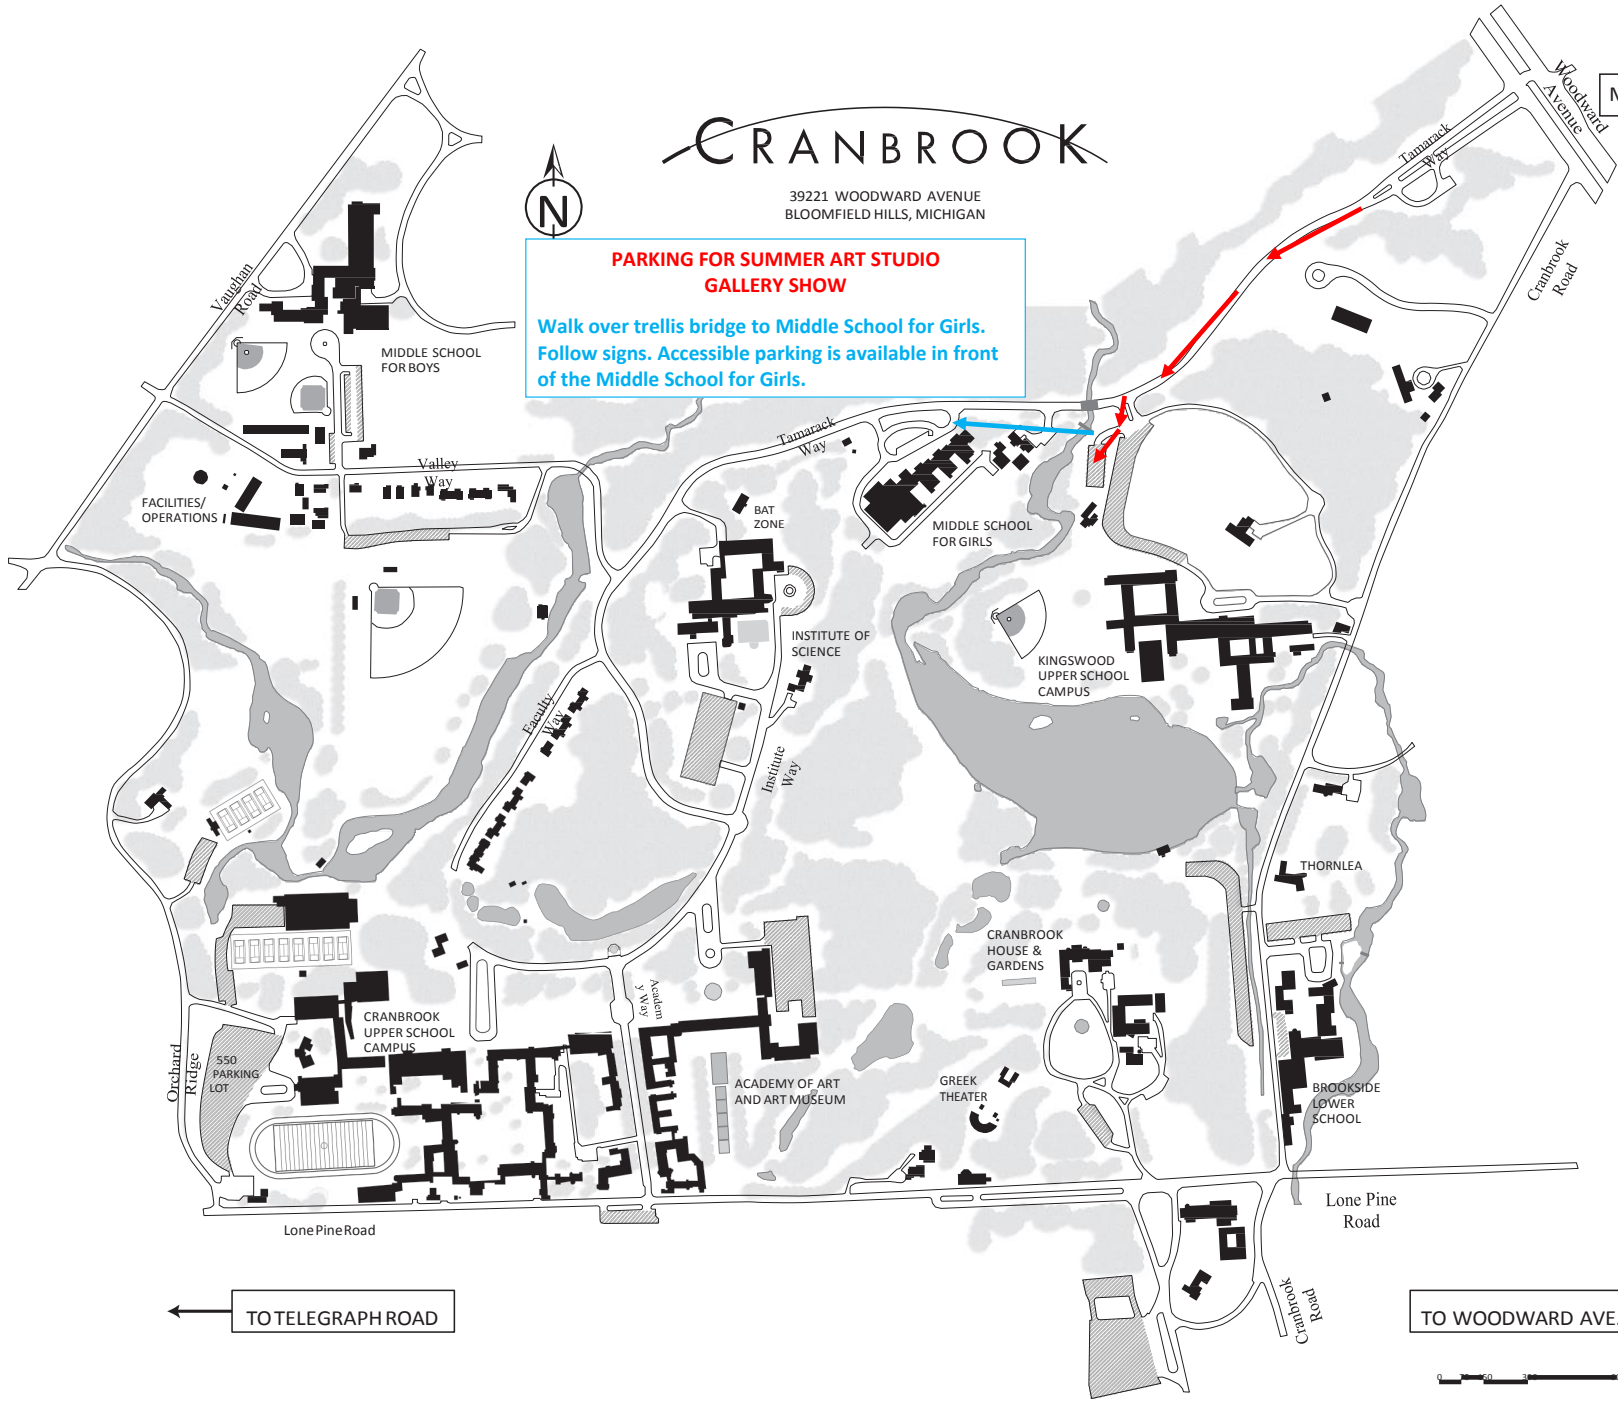 CRANBROOK
39221 WOODWARD AVENUE
BLOOMFIELD HILLS, MICHIGAN
N
PARKING FOR SUMMER ART STUDIO
GALLERY SHOW
Walk over trellis bridge to Middle School for Girls.
Follow signs. Accessible parking is available in front
of the Middle School for Girls.
Woodward
Avenue
N
Tamarack
Way
Cranbrook
Road
Vaughan
Road
MIDDLE SCHOOL
FOR BOYS
Tamarack
Way
Valley
Way
FACILITIES/
OPERATIONS
BAT
ZONE
MIDDLE SCHOOL
FOR GIRLS
INSTITUTE OF
SCIENCE
KINGSWOOD
UPPER SCHOOL
CAMPUS
Faculty
Way
Institute
Way
THORNLEA
CRANBROOK
HOUSE &
GARDENS
Academ
y Way
CRANBROOK
UPPER SCHOOL
CAMPUS
Orchard
Ridge
550
PARKING
LOT
ACADEMY OF ART
AND ART MUSEUM
GREEK
THEATER
BROOKSIDE
LOWER
SCHOOL
Lone Pine Road
Lone Pine
Road
Cranbrook
Road
TO TELEGRAPH ROAD
TO WOODWARD AVE.
0